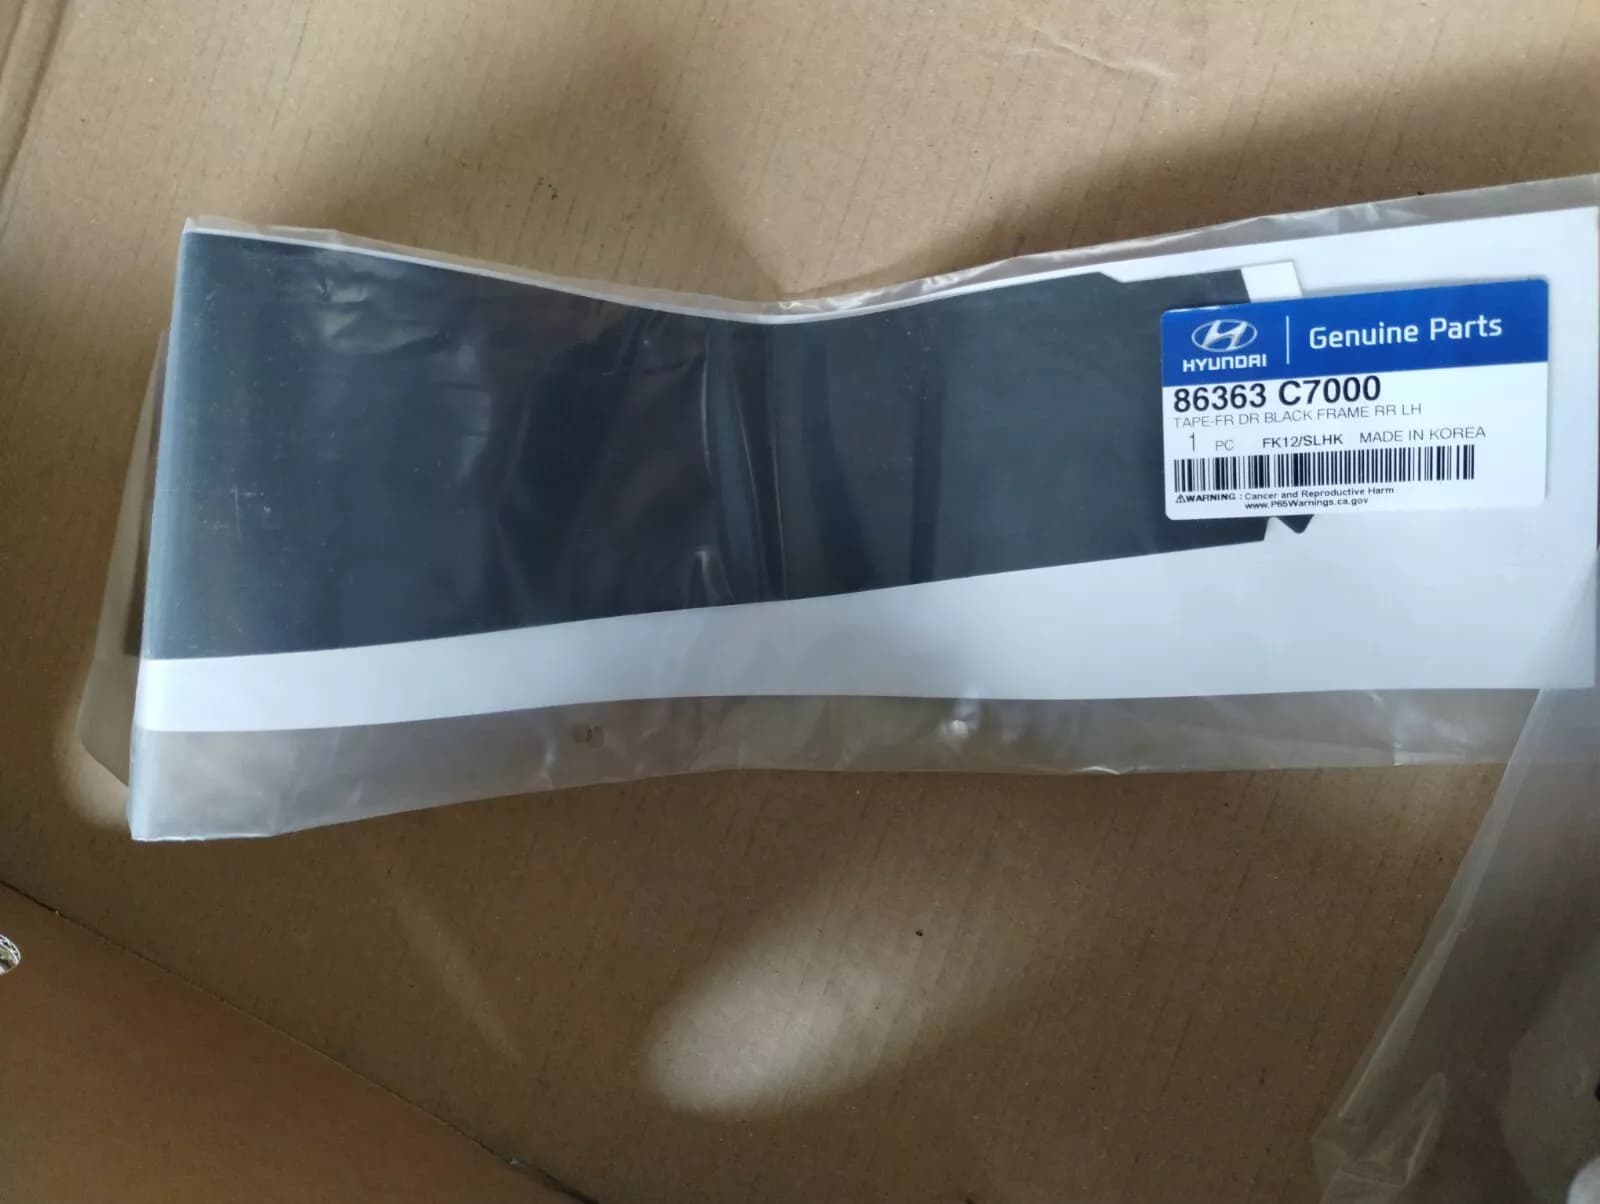 HYUNDAI
Genuine Parts
86363 C7000
TAPE-FR DR BLACK FRAME RR LH
1 PC FK12/SLHK MADE IN KOREA
⚠WARNING : Cancer and Reproductive Harm
www.P65Warnings.ca.gov